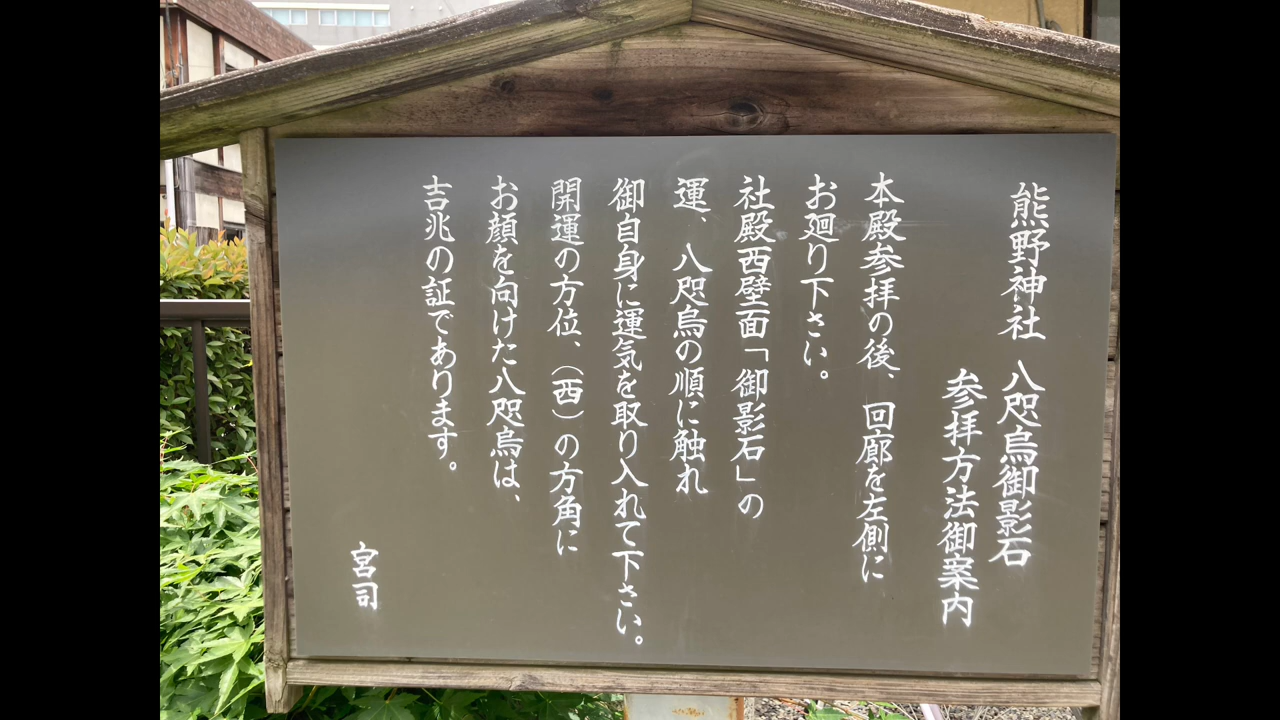 熊野神社 八咫烏御影石
参拝方法御案内
本殿参拝の後、回廊を左側に
お廻り下さい。
社殿西壁面「御影石」の
運、八咫烏の順に触れ
御自身に運気を取り入れて下さい。
開運の方位、（西）の方角に
お顔を向けた八咫烏は、
吉兆の証であります。
宮司